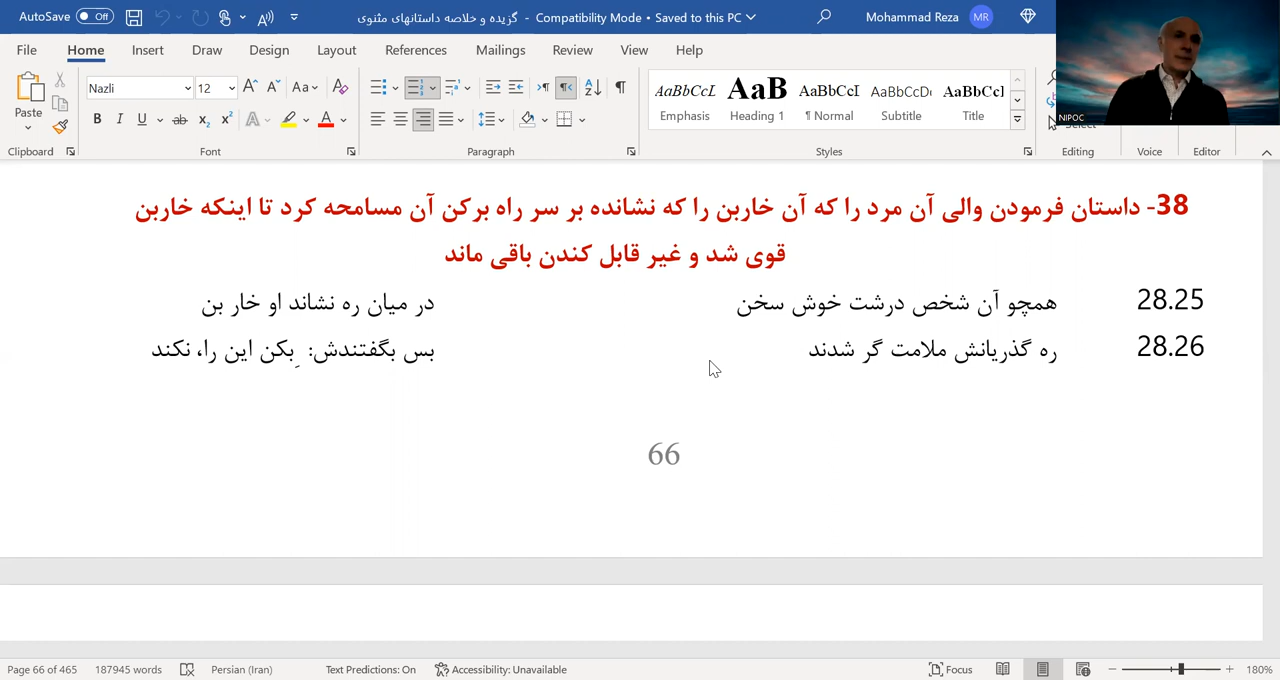 AutoSave Off گزیده و خلاصه داستانهای مثنوی - Compatibility Mode • Saved to this PC Mohammad Reza MR
File Home Insert Draw Design Layout References Mailings Review View Help
Paste Nazli 12 A A Aa A
B I U ab x₂ x² A A
AaBbCcL AaB AaBbCcI AaBbCcD AaBbCcI
Emphasis Heading 1 ¶ Normal Subtitle Title
NIPOC
Clipboard Font Paragraph Styles Editing Voice Editor
38- داستان فرمودن والی آن مرد را که آن خاربن را که نشانده بر سر راه برکن آن مسامحه کرد تا اینکه خاربن
قوی شد و غیر قابل کندن باقی ماند
28.25 همچو آن شخص درشت خوش سخن در میان ره نشاند او خار بن
28.26 ره گذریانش ملامت گر شدند بس بگفتندش: بِکن این را، نکند
66
Page 66 of 465 187945 words Persian (Iran) Text Predictions: On Accessibility: Unavailable Focus 180%